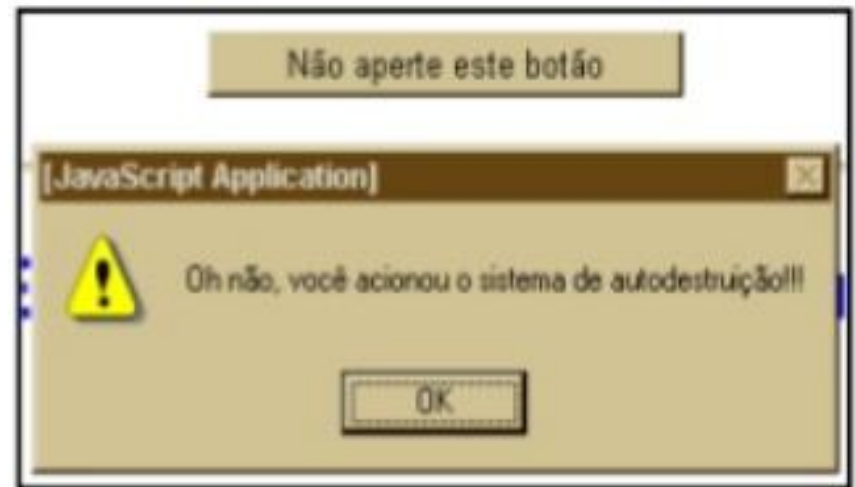 Não aperte este botão
[JavaScript Application]
Oh não, você acionou o sistema de autodestruição!!!
OK